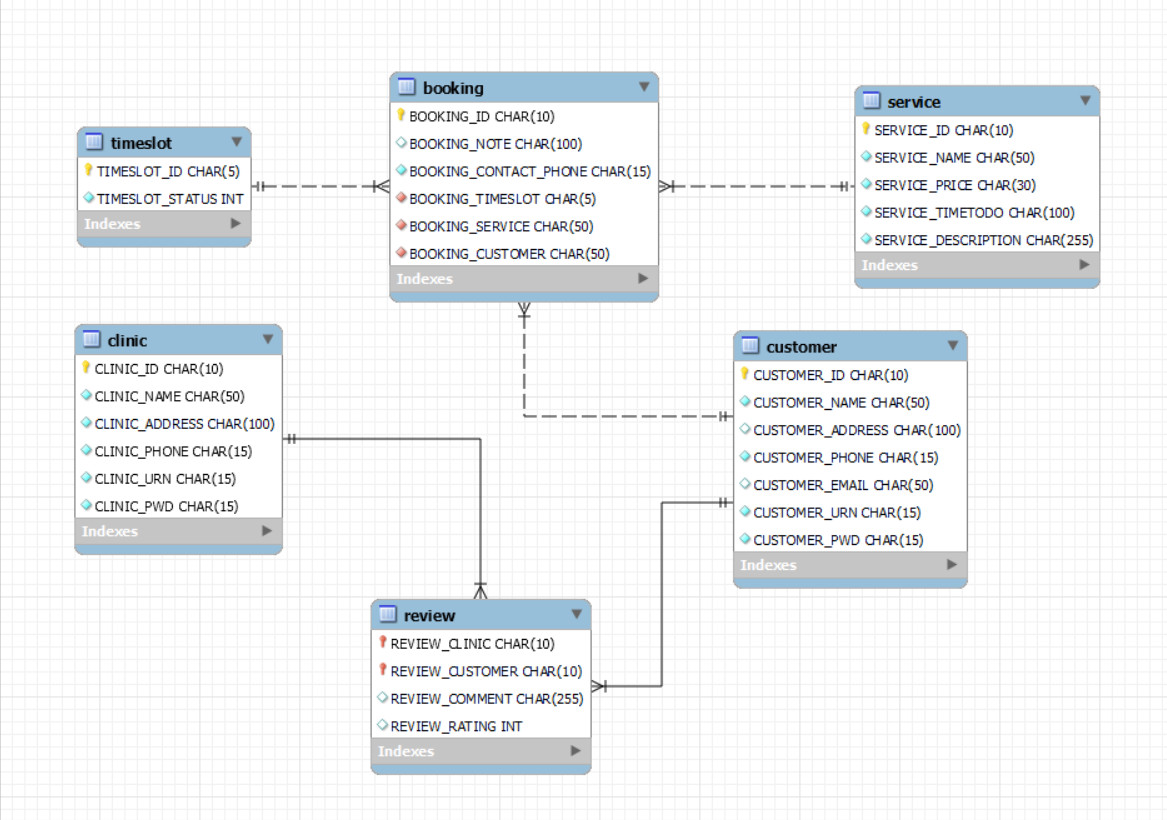 timeslot
TIMESLOT_ID CHAR(5)
TIMESLOT_STATUS INT
Indexes
booking
BOOKING_ID CHAR(10)
BOOKING_NOTE CHAR(100)
BOOKING_CONTACT_PHONE CHAR(15)
BOOKING_TIMESLOT CHAR(5)
BOOKING_SERVICE CHAR(50)
BOOKING_CUSTOMER CHAR(50)
Indexes
service
SERVICE_ID CHAR(10)
SERVICE_NAME CHAR(50)
SERVICE_PRICE CHAR(30)
SERVICE_TIMETODO CHAR(100)
SERVICE_DESCRIPTION CHAR(255)
Indexes
clinic
CLINIC_ID CHAR(10)
CLINIC_NAME CHAR(50)
CLINIC_ADDRESS CHAR(100)
CLINIC_PHONE CHAR(15)
CLINIC_URN CHAR(15)
CLINIC_PWD CHAR(15)
Indexes
customer
CUSTOMER_ID CHAR(10)
CUSTOMER_NAME CHAR(50)
CUSTOMER_ADDRESS CHAR(100)
CUSTOMER_PHONE CHAR(15)
CUSTOMER_EMAIL CHAR(50)
CUSTOMER_URN CHAR(15)
CUSTOMER_PWD CHAR(15)
Indexes
review
REVIEW_CLINIC CHAR(10)
REVIEW_CUSTOMER CHAR(10)
REVIEW_COMMENT CHAR(255)
REVIEW_RATING INT
Indexes